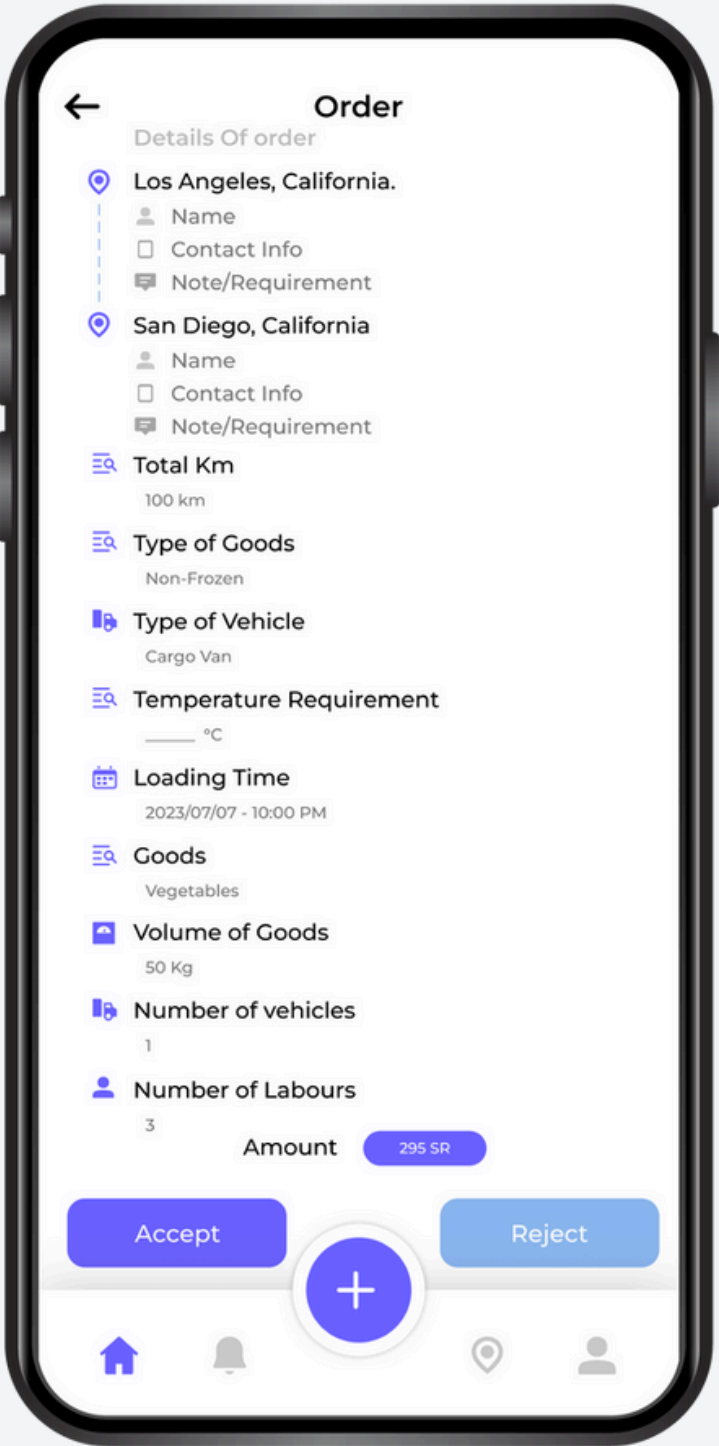 Order
Details Of order
Los Angeles, California.
Name
Contact Info
Note/Requirement
San Diego, California
Name
Contact Info
Note/Requirement
Total Km
100 km
Type of Goods
Non-Frozen
Type of Vehicle
Cargo Van
Temperature Requirement
_____ °C
Loading Time
2023/07/07 - 10:00 PM
Goods
Vegetables
Volume of Goods
50 Kg
Number of vehicles
1
Number of Labours
3
Amount 295 SR
Accept Reject